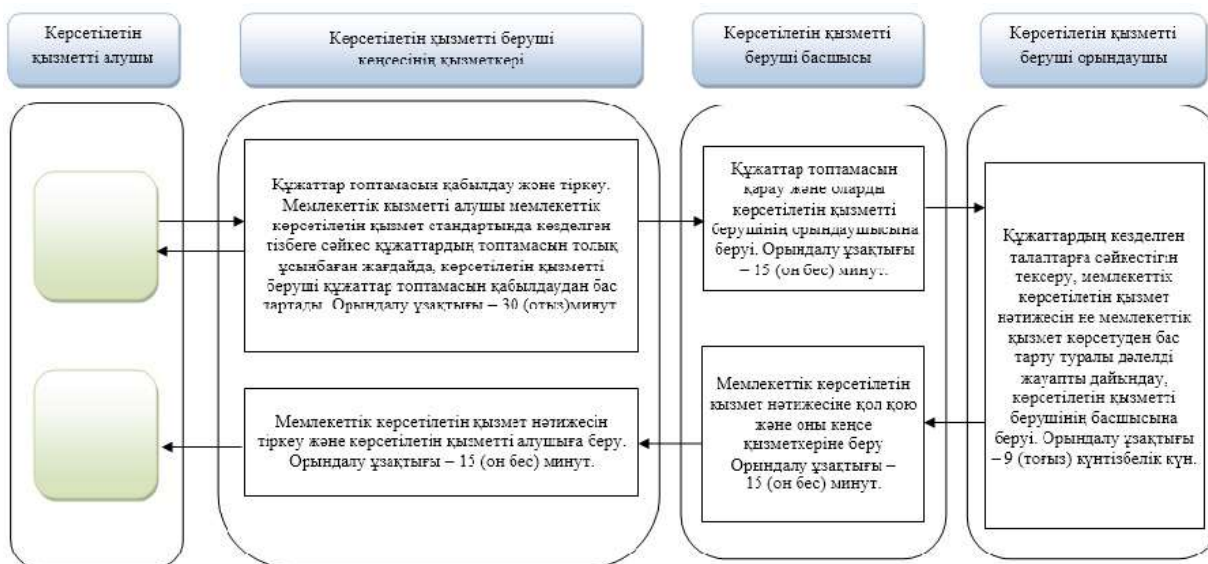 Көрсетілетін
қызметті алушы
Көрсетілетін қызметті беруші
кеңсесінің қызметкері
Көрсетілетін қызметті
беруші басшысы
Көрсетілетін қызметті
беруші орындаушы
Құжаттар топтамасын қабылдау және тіркеу.
Мемлекеттік қызметті алушы мемлекеттік
көрсетілетін қызмет стандартында көзделген
тізбеге сәйкес құжаттардың топтамасын толық
ұсынбаған жағдайда, көрсетілетін қызметті
беруші құжаттар топтамасын қабылдаудан бас
тартады. Орындалу ұзақтығы – 30 (отыз)минут
Құжаттар топтамасын
қарау және оларды
көрсетілетін қызметті
берушінің орындаушысына
беруі. Орындалу ұзақтығы
– 15 (он бес) минут.
Құжаттардың көзделген
талаптарға сәйкестігін
тексеру, мемлекеттік
көрсетілетін қызмет
нәтижесін не мемлекеттік
қызмет көрсетуден бас
тарту туралы дәлелді
жауапты дайындау,
көрсетілетін қызметті
берушінің басшысына
беруі. Орындалу ұзақтығы
– 9 (тоғыз) күнтізбелік күн.
Мемлекеттік көрсетілетін қызмет нәтижесін
тіркеу және көрсетілетін қызметті алушыға беру.
Орындалу ұзақтығы – 15 (он бес) минут.
Мемлекеттік көрсетілетін
қызмет нәтижесіне қол қою
және оны кеңсе
қызметкеріне беру
Орындалу ұзақтығы –
15 (он бес) минут.